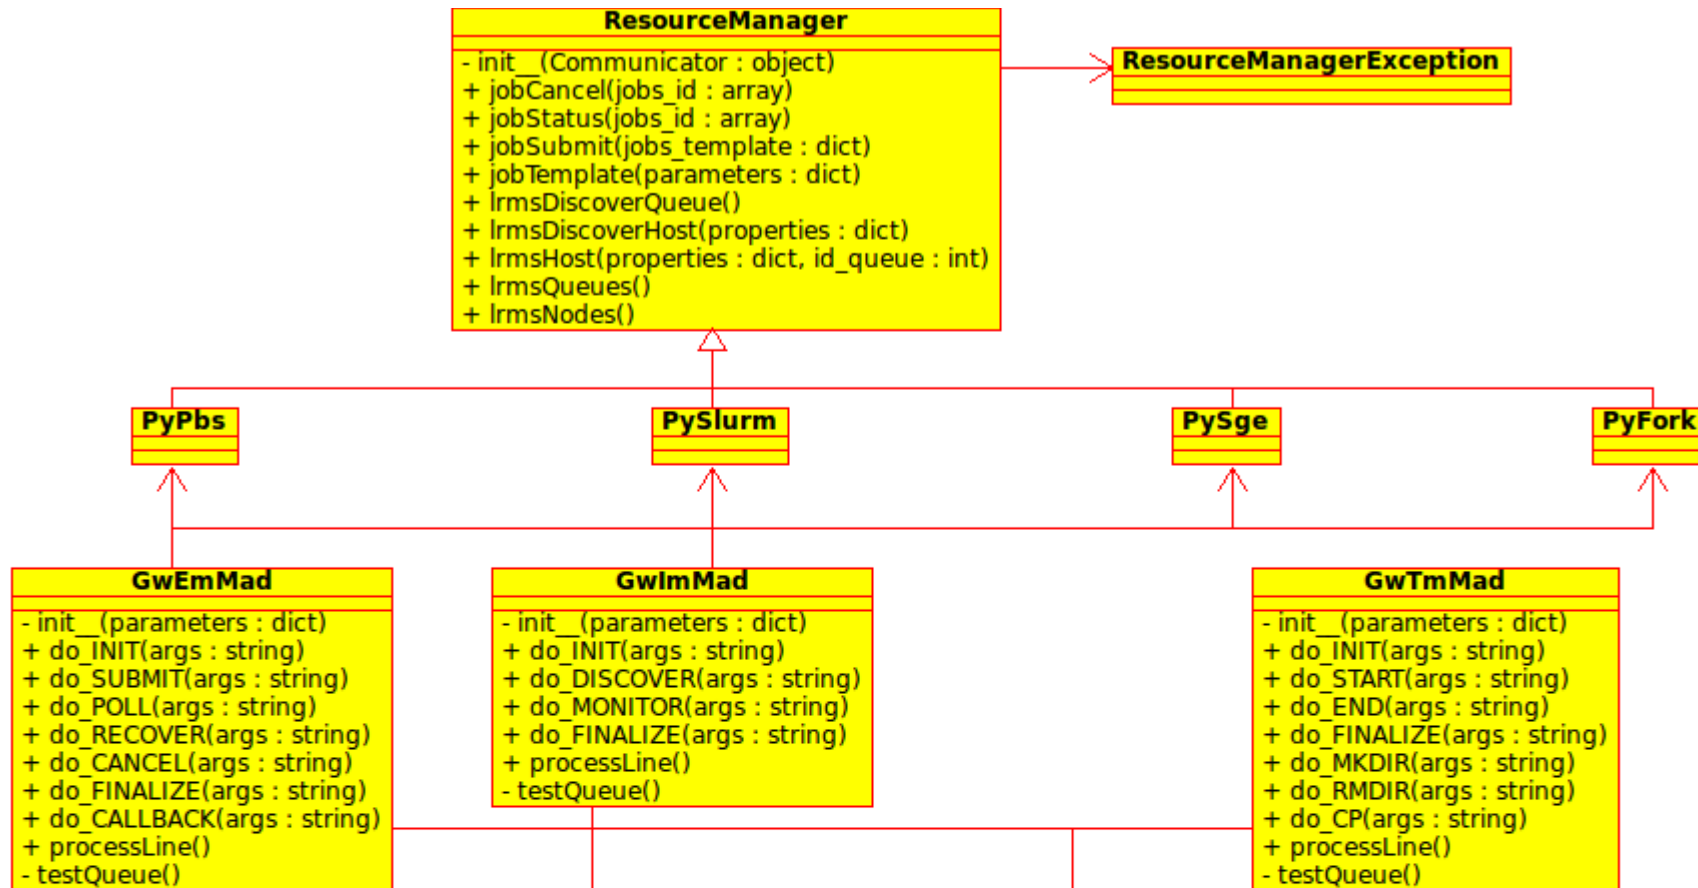 ResourceManager
- init__(Communicator : object)
+ jobCancel(jobs_id : array)
+ jobStatus(jobs_id : array)
+ jobSubmit(jobs_template : dict)
+ jobTemplate(parameters : dict)
+ lrmsDiscoverQueue()
+ lrmsDiscoverHost(properties : dict)
+ lrmsHost(properties : dict, id_queue : int)
+ lrmsQueues()
+ lrmsNodes()
ResourceManagerException
PyPbs
PySlurm
PySge
PyFork
GwEmMad
- init__(parameters : dict)
+ do_INIT(args : string)
+ do_SUBMIT(args : string)
+ do_POLL(args : string)
+ do_RECOVER(args : string)
+ do_CANCEL(args : string)
+ do_FINALIZE(args : string)
+ do_CALLBACK(args : string)
+ processLine()
- testQueue()
GwImMad
- init__(parameters : dict)
+ do_INIT(args : string)
+ do_DISCOVER(args : string)
+ do_MONITOR(args : string)
+ do_FINALIZE(args : string)
+ processLine()
- testQueue()
GwTmMad
- init__(parameters : dict)
+ do_INIT(args : string)
+ do_START(args : string)
+ do_END(args : string)
+ do_FINALIZE(args : string)
+ do_MKDIR(args : string)
+ do_RMDIR(args : string)
+ do_CP(args : string)
+ processLine()
- testQueue()